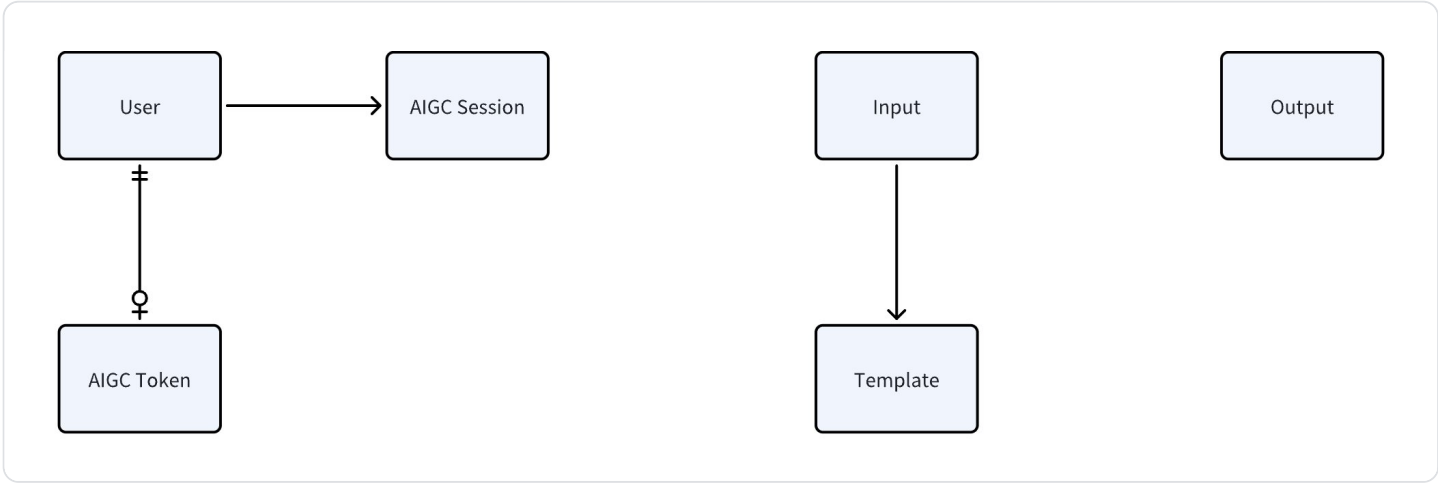 User
AIGC Session
Input
Output
AIGC Token
Template